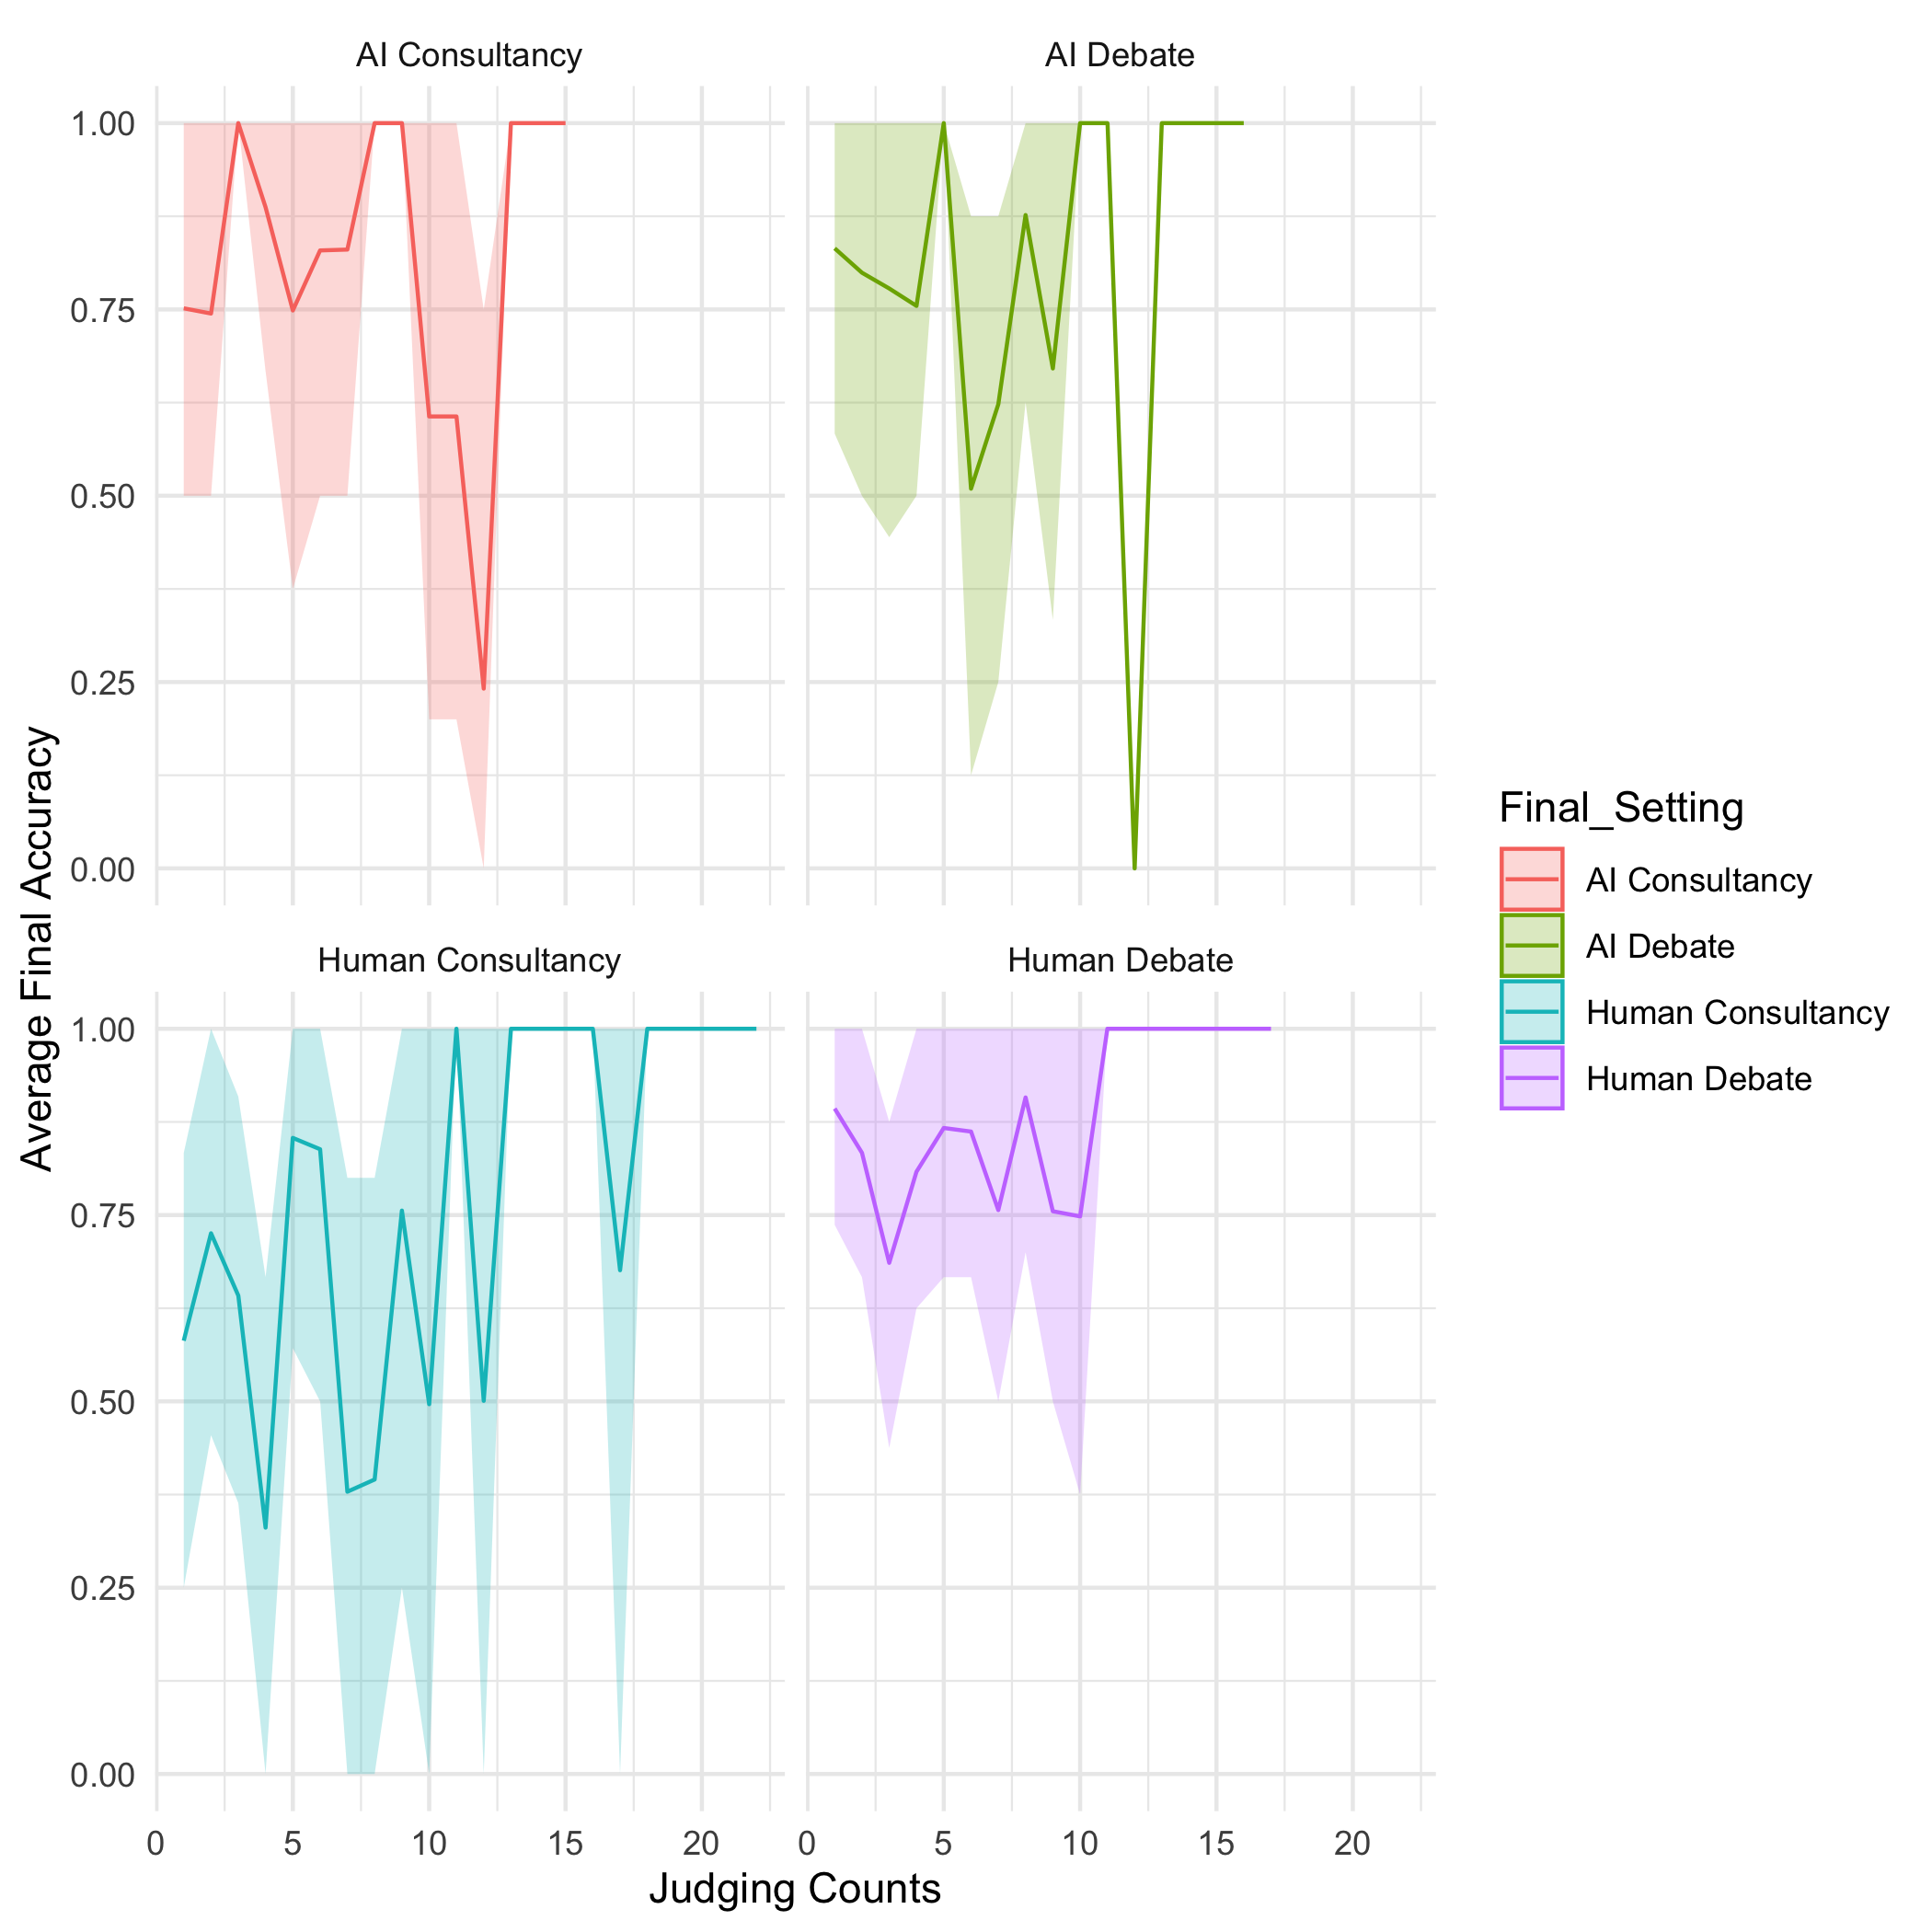 AI Consultancy
AI Debate
1.00
0.75
0.50
0.25
0.00
Human Consultancy
Human Debate
1.00
0.75
0.50
0.25
0.00
0 5 10 15 20
0 5 10 15 20
Judging Counts
Average Final Accuracy
Final_Setting
AI Consultancy
AI Debate
Human Consultancy
Human Debate